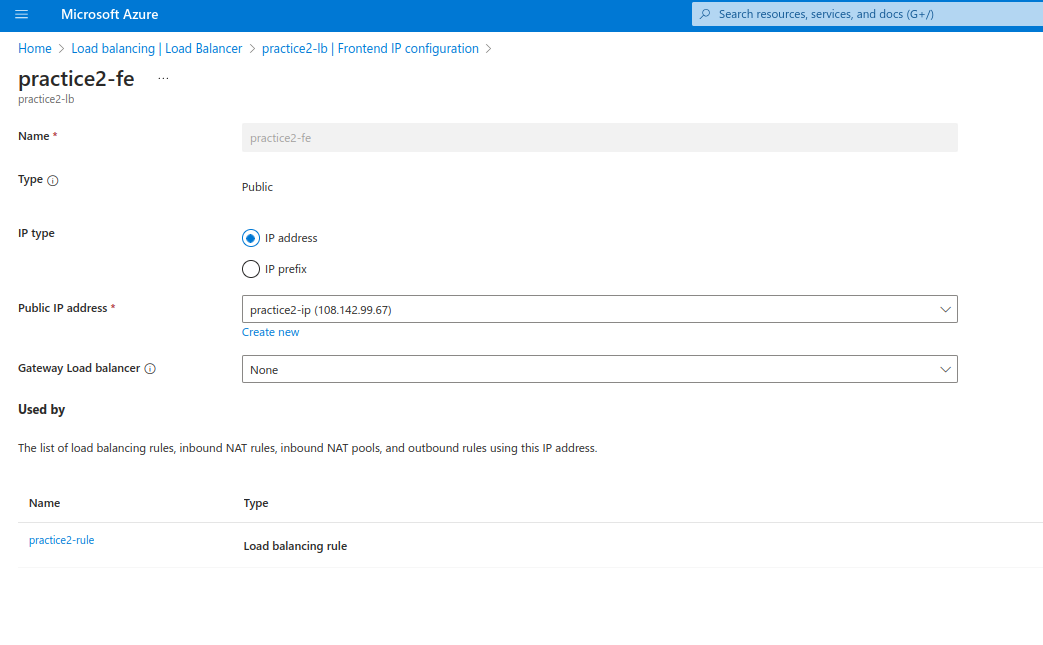 Microsoft Azure
Search resources, services, and docs (G+/)
Home > Load balancing | Load Balancer > practice2-lb | Frontend IP configuration >
practice2-fe ...
practice2-lb
Name *
practice2-fe
Type
Public
IP type
IP address
IP prefix
Public IP address *
practice2-ip (108.142.99.67)
Create new
Gateway Load balancer
None
Used by
The list of load balancing rules, inbound NAT rules, inbound NAT pools, and outbound rules using this IP address.
Name Type
practice2-rule Load balancing rule